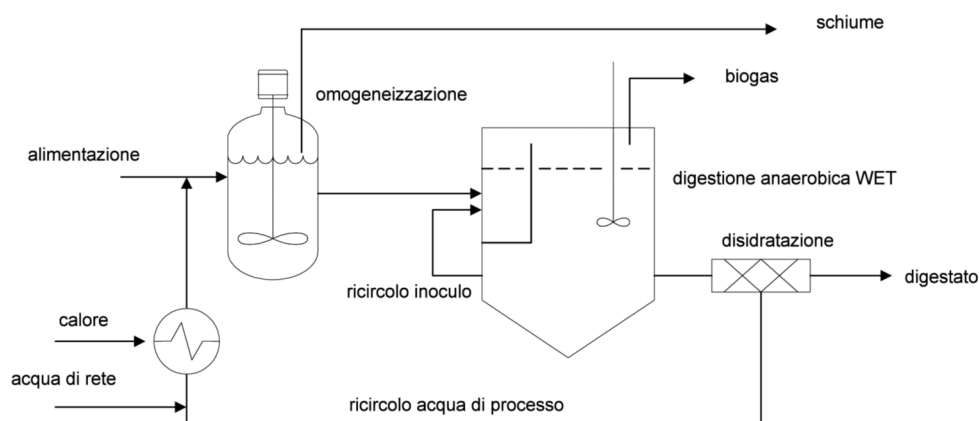 schiume
biogas
omogeneizzazione
alimentazione
digestione anaerobica WET
disidratazione
digestato
ricircolo inoculo
calore
acqua di rete
ricircolo acqua di processo